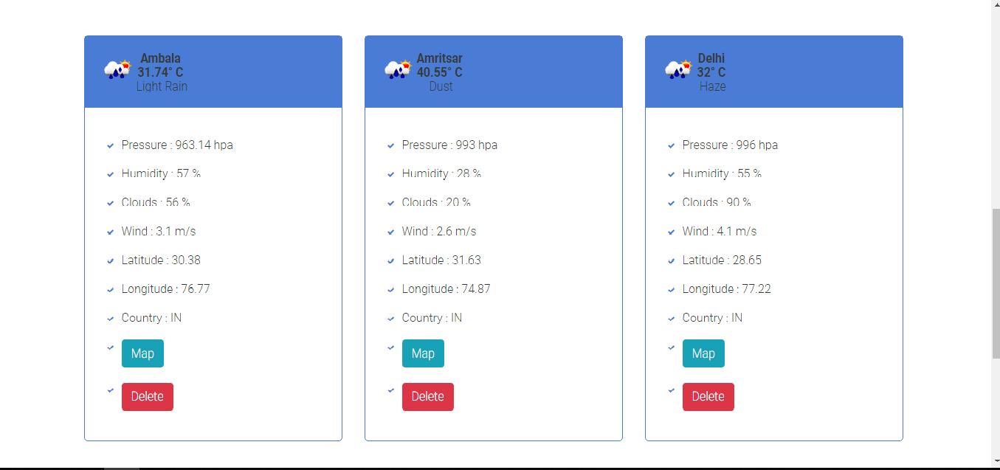 Ambala
31.74° C
Light Rain
Pressure : 963.14 hpa
Humidity : 57 %
Clouds : 56 %
Wind : 3.1 m/s
Latitude : 30.38
Longitude : 76.77
Country : IN
Map
Delete
Amritsar
40.55° C
Dust
Pressure : 993 hpa
Humidity : 28 %
Clouds : 20 %
Wind : 2.6 m/s
Latitude : 31.63
Longitude : 74.87
Country : IN
Map
Delete
Delhi
32° C
Haze
Pressure : 996 hpa
Humidity : 55 %
Clouds : 90 %
Wind : 4.1 m/s
Latitude : 28.65
Longitude : 77.22
Country : IN
Map
Delete